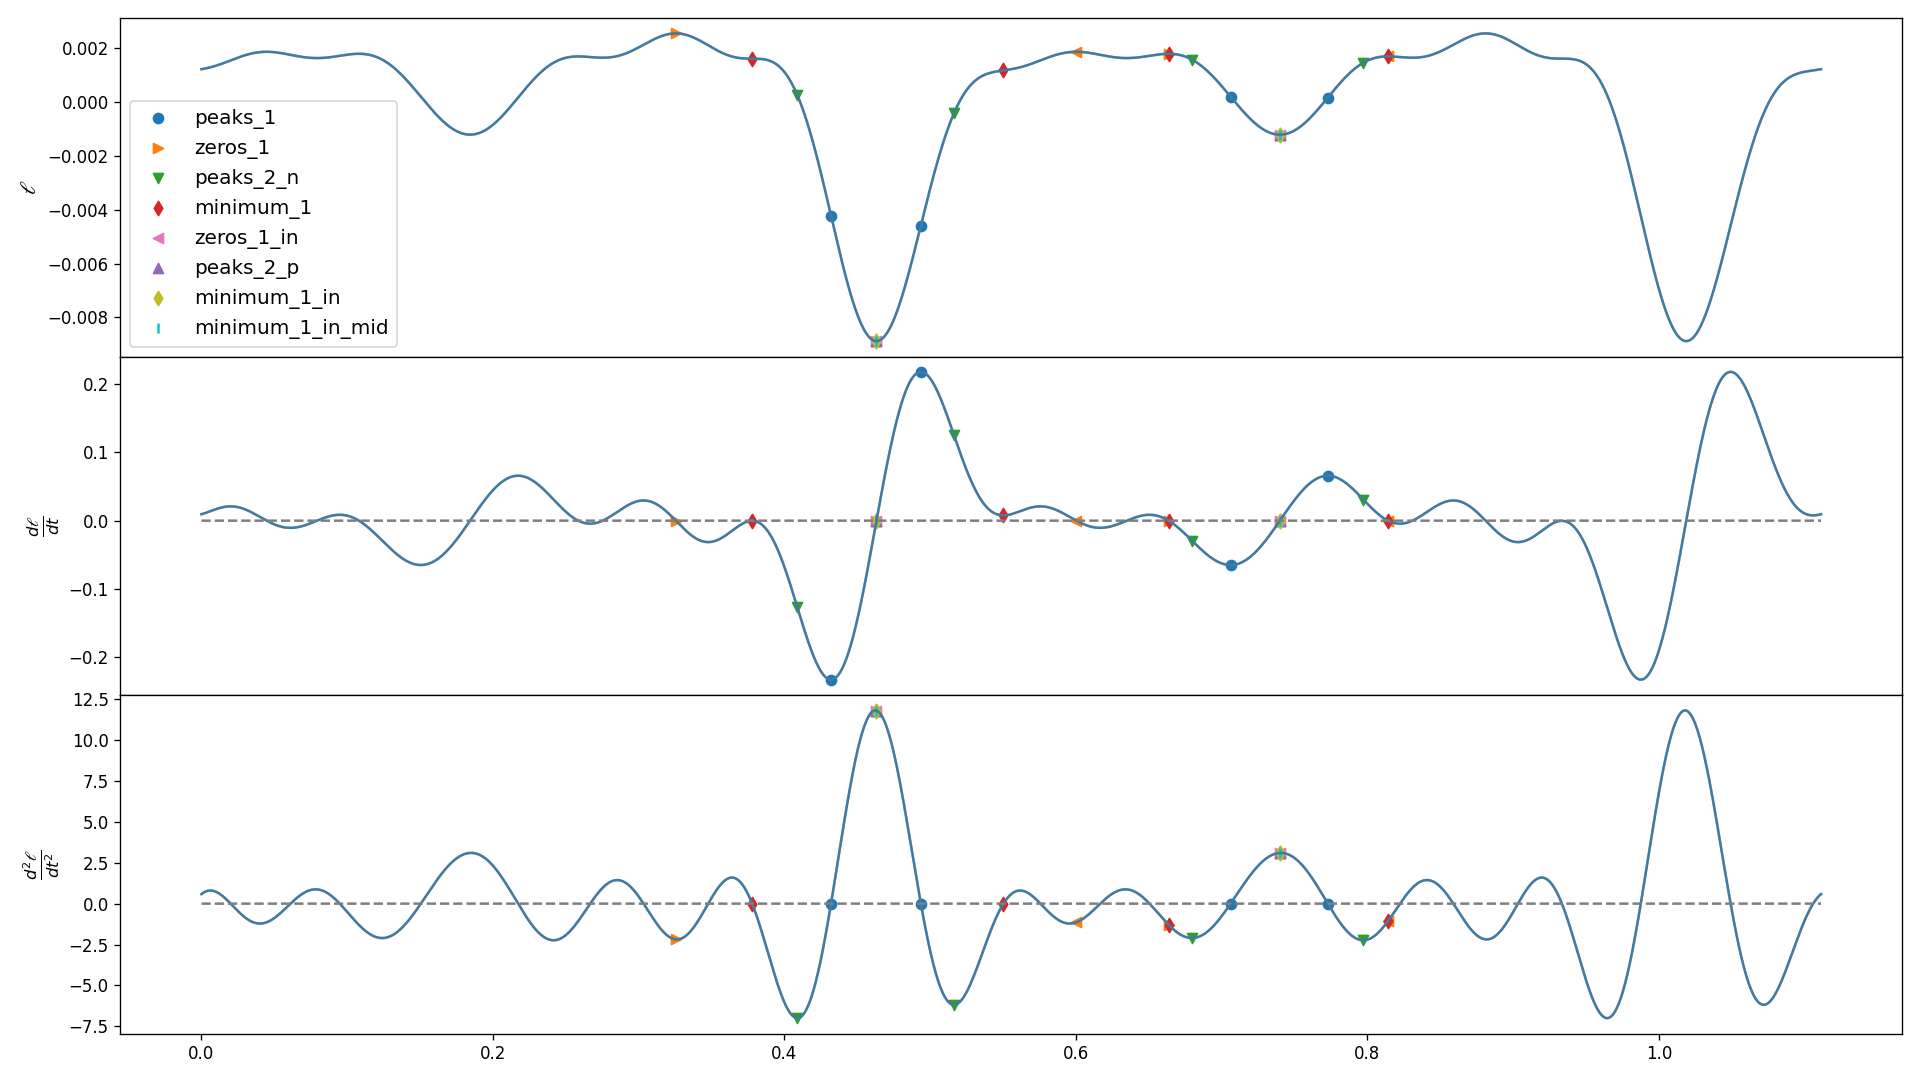 0.002
0.000
−0.002
−0.004
−0.006
−0.008
ℓ
peaks_1
zeros_1
peaks_2_n
minimum_1
zeros_1_in
peaks_2_p
minimum_1_in
minimum_1_in_mid
0.2
0.1
0.0
−0.1
−0.2
dℓ
dt
12.5
10.0
7.5
5.0
2.5
0.0
−2.5
−5.0
−7.5
d²ℓ
dt²
0.0 0.2 0.4 0.6 0.8 1.0